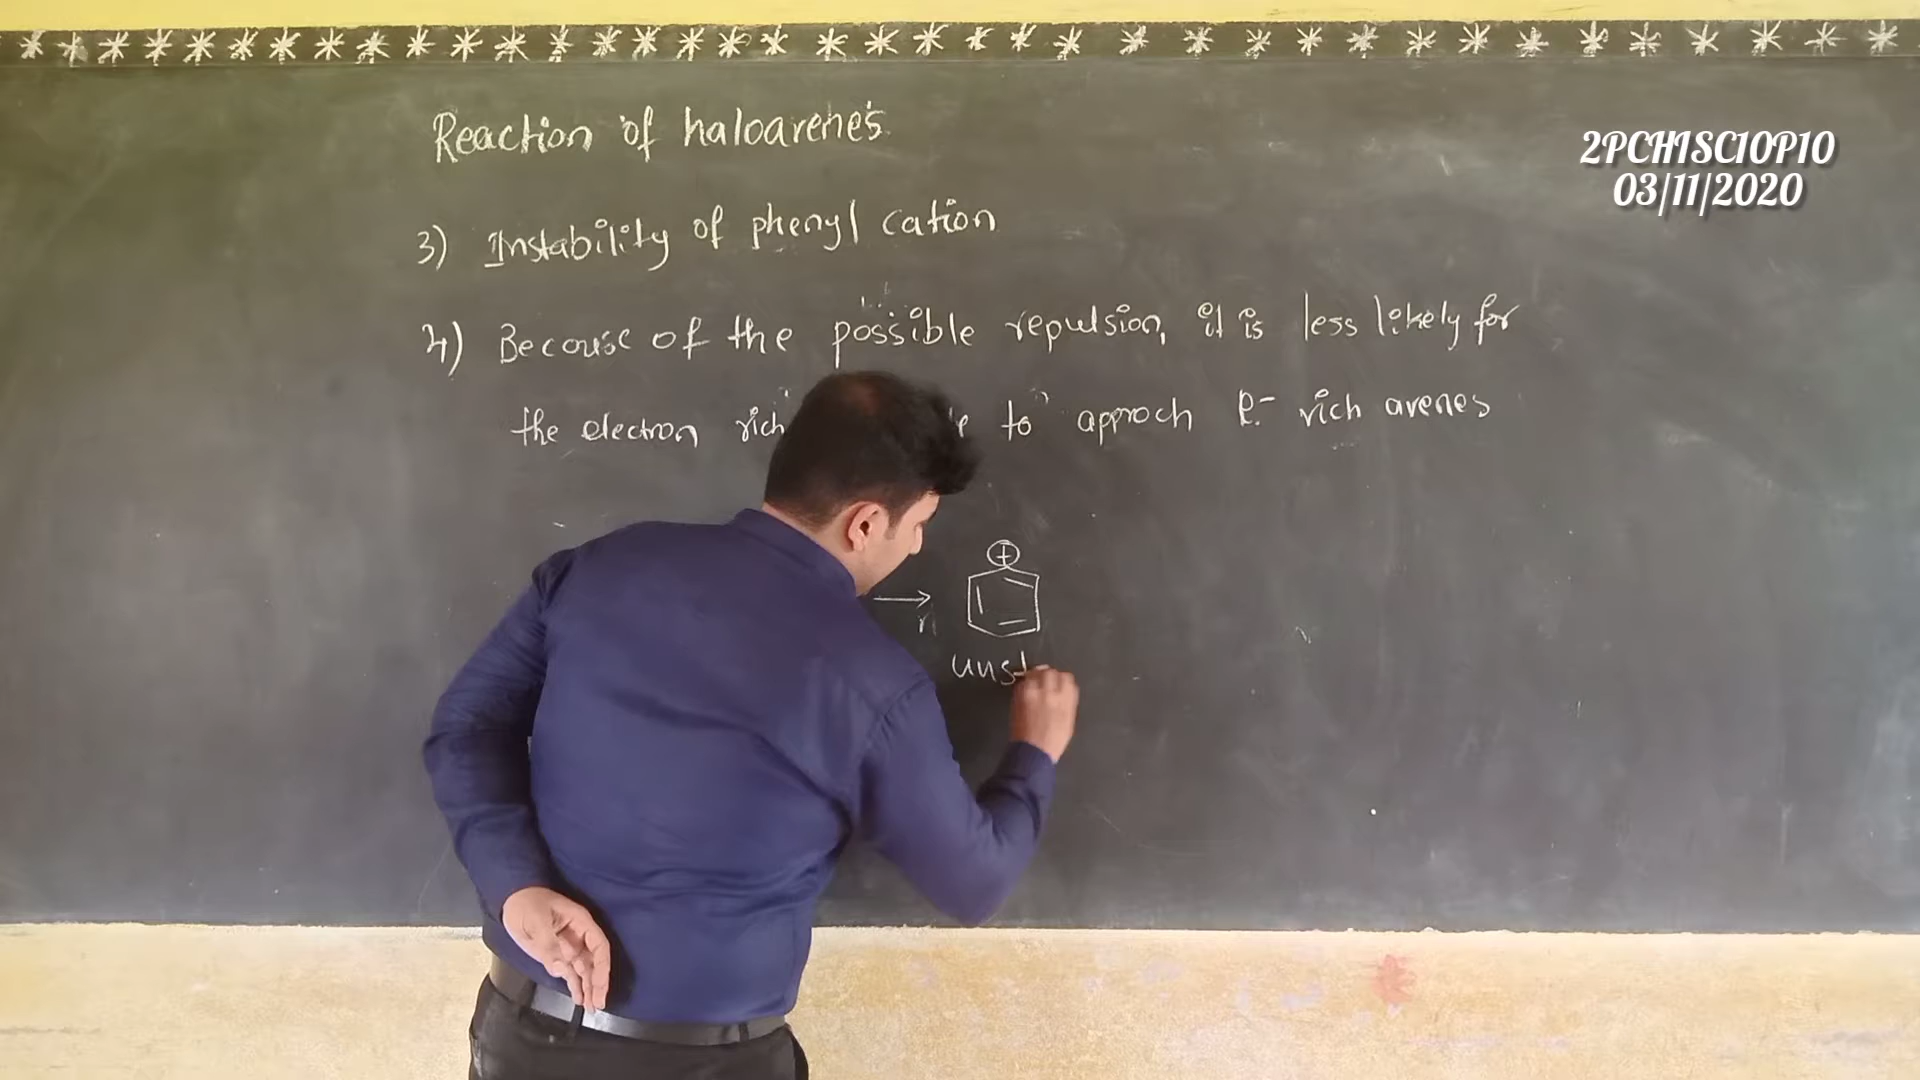 Reaction of haloarenes
2PCH1SC10P10
03/11/2020
3) Instability of phenyl cation
4) Because of the possible repulsion, it is less likely for
the electron rich to approch e- rich arenes
+
unst